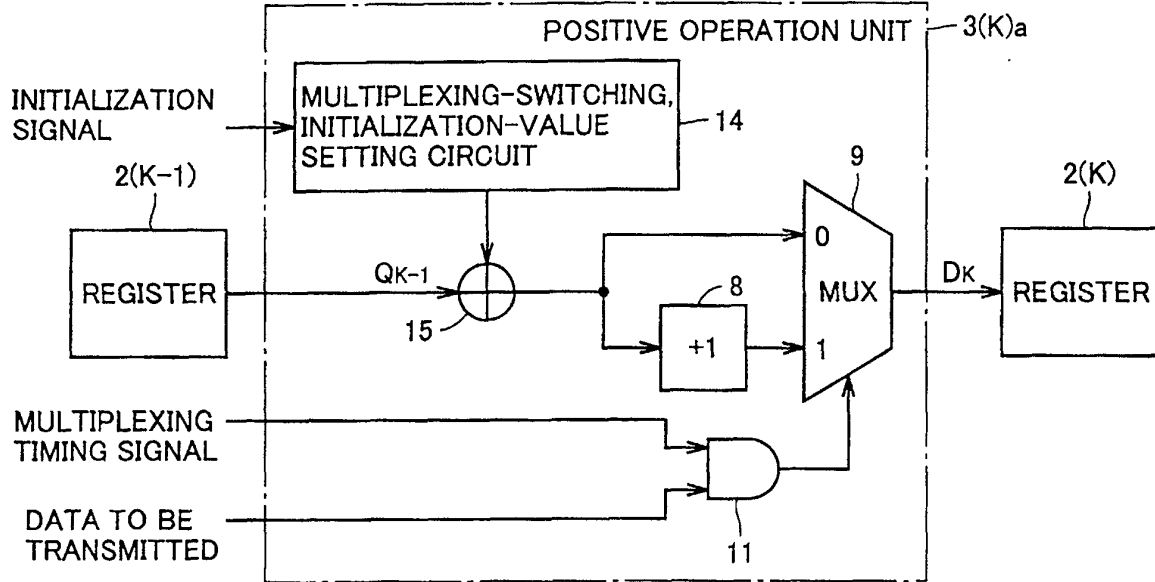 POSITIVE OPERATION UNIT
3(K)a
INITIALIZATION
SIGNAL
MULTIPLEXING-SWITCHING,
INITIALIZATION-VALUE
SETTING CIRCUIT
14
2(K-1)
9
2(K)
REGISTER
QK-1
15
0
8
+1
MUX
1
DK
REGISTER
MULTIPLEXING
TIMING SIGNAL
DATA TO BE
TRANSMITTED
11